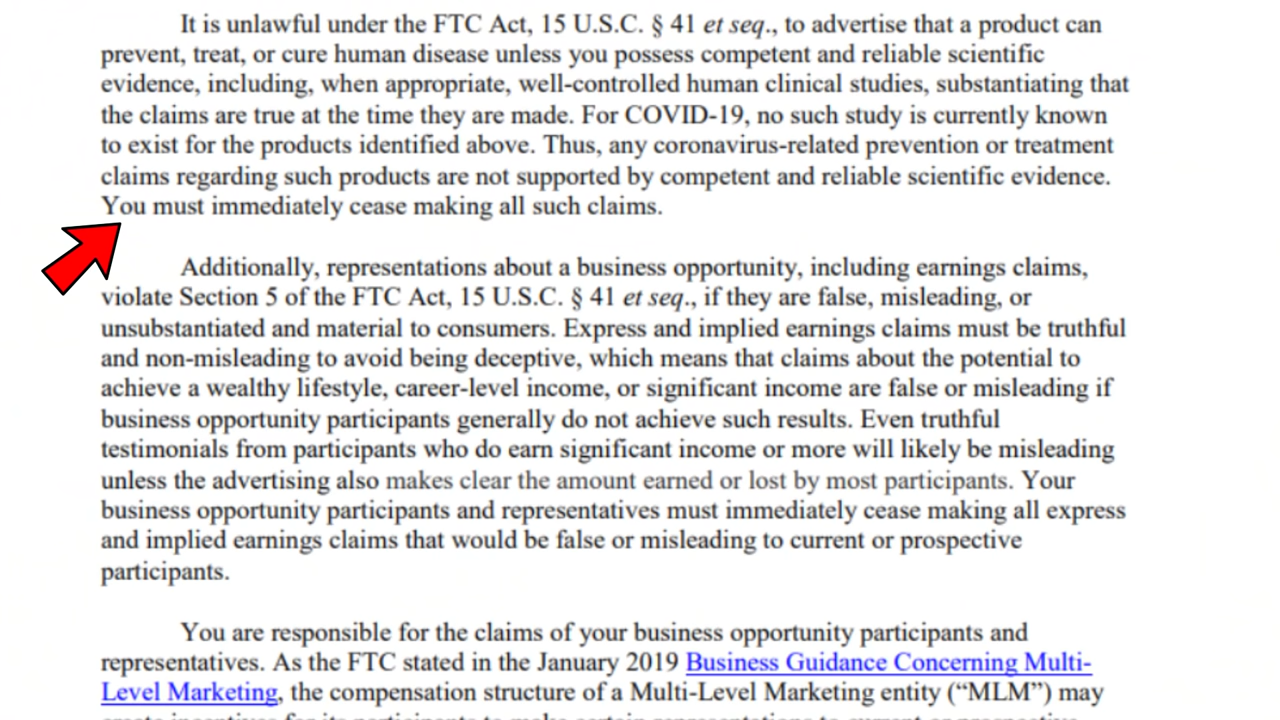 It is unlawful under the FTC Act, 15 U.S.C. § 41 et seq., to advertise that a product can
prevent, treat, or cure human disease unless you possess competent and reliable scientific
evidence, including, when appropriate, well-controlled human clinical studies, substantiating that
the claims are true at the time they are made. For COVID-19, no such study is currently known
to exist for the products identified above. Thus, any coronavirus-related prevention or treatment
claims regarding such products are not supported by competent and reliable scientific evidence.
You must immediately cease making all such claims.
Additionally, representations about a business opportunity, including earnings claims,
violate Section 5 of the FTC Act, 15 U.S.C. § 41 et seq., if they are false, misleading, or
unsubstantiated and material to consumers. Express and implied earnings claims must be truthful
and non-misleading to avoid being deceptive, which means that claims about the potential to
achieve a wealthy lifestyle, career-level income, or significant income are false or misleading if
business opportunity participants generally do not achieve such results. Even truthful
testimonials from participants who do earn significant income or more will likely be misleading
unless the advertising also makes clear the amount earned or lost by most participants. Your
business opportunity participants and representatives must immediately cease making all express
and implied earnings claims that would be false or misleading to current or prospective
participants.
You are responsible for the claims of your business opportunity participants and
representatives. As the FTC stated in the January 2019 Business Guidance Concerning Multi-
Level Marketing, the compensation structure of a Multi-Level Marketing entity (“MLM”) may